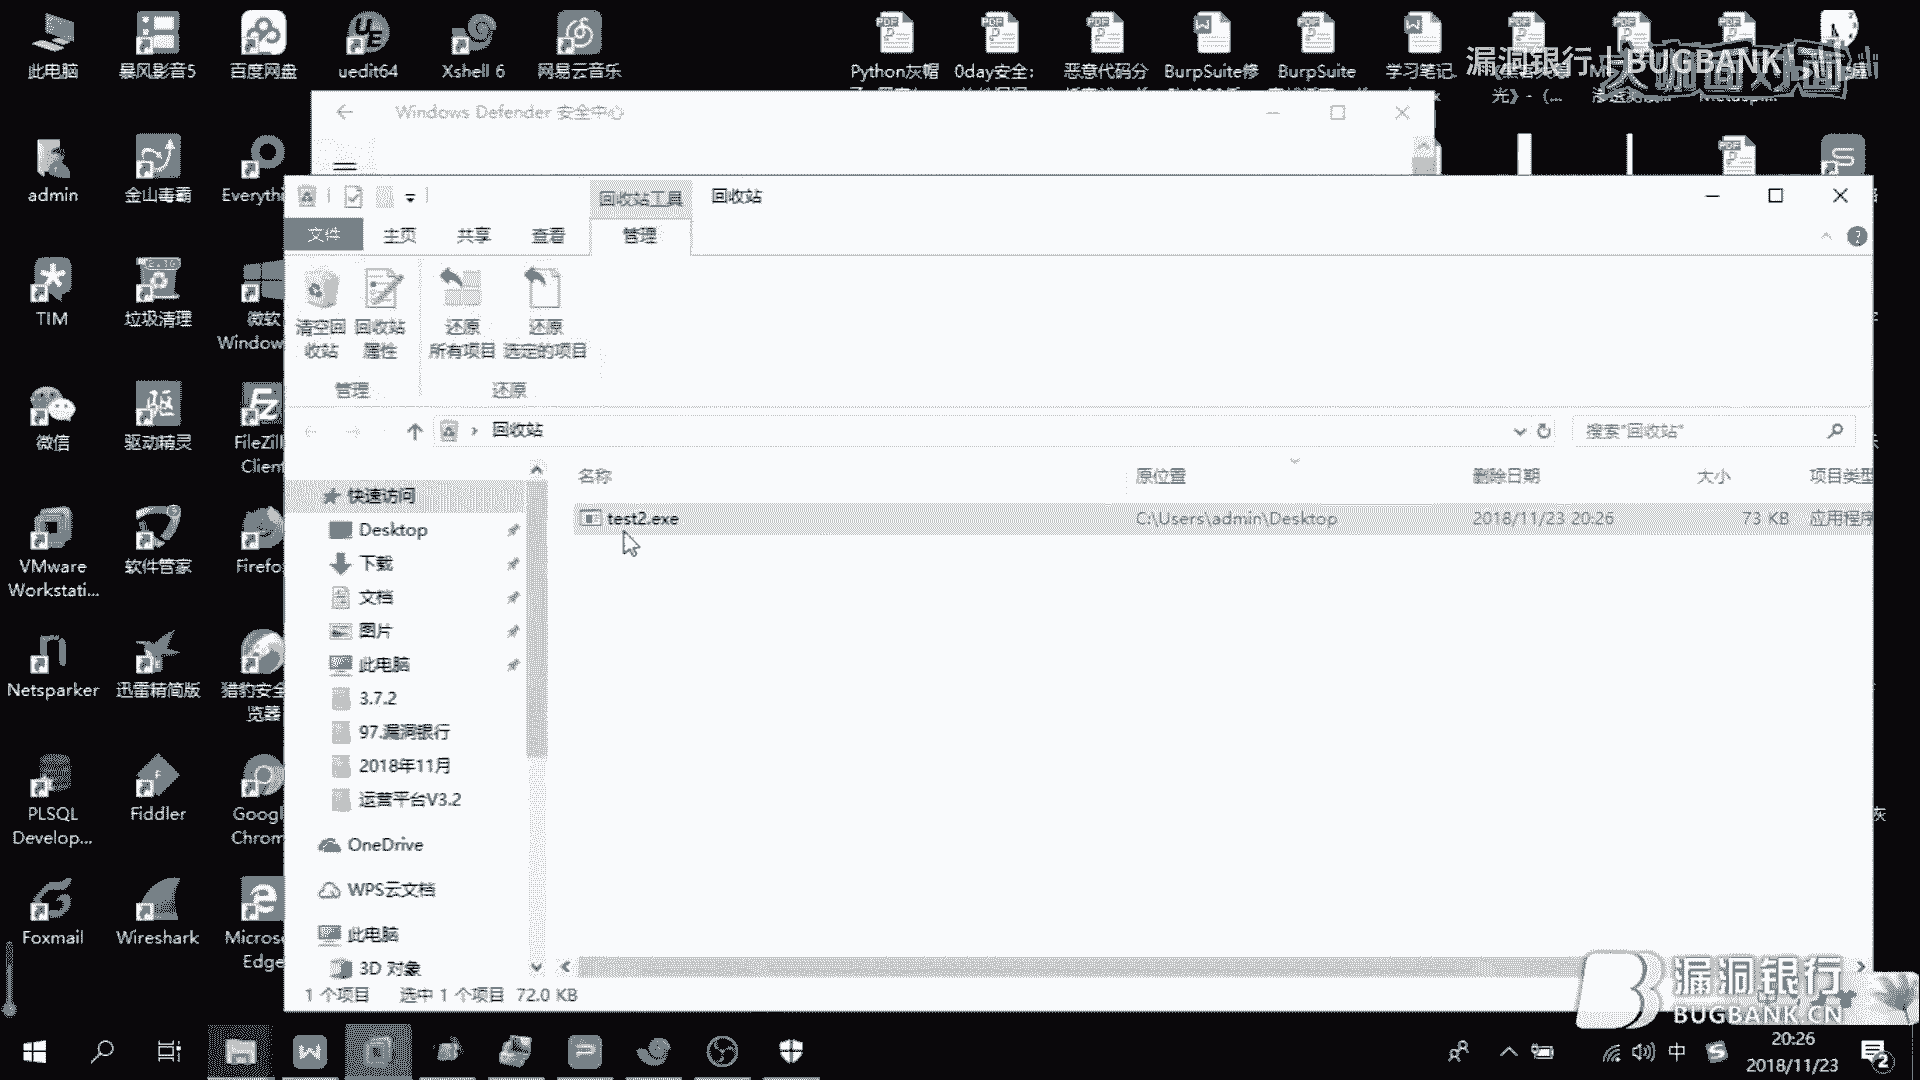 此电脑
暴风影音5
百度网盘
uedit64
Xshell 6
网易云音乐
Python灰帽
0day安全:
恶意代码分
BurpSuite修
BurpSuite
学习笔记.
漏洞银行 | BUGBANK
大咖面对面
光》-（...
Windows Defender 安全中心
admin
金山毒霸
Everythi
回收站工具
回收站
文件
主页
共享
查看
管理
TIM
垃圾清理
微软
Window
清空回
收站
回收站
属性
还原
所有项目
还原
选定的项目
管理
还原
微信
驱动精灵
FileZill
Client
回收站
搜索"回收站"
名称
原位置
删除日期
大小
项目类型
快速访问
test2.exe
C:\Users\admin\Desktop
2018/11/23 20:26
73 KB
应用程序
Desktop
下载
文档
图片
此电脑
3.7.2
97.漏洞银行
2018年11月
运营平台V3.2
OneDrive
WPS云文档
此电脑
3D 对象
VMware
Workstati...
软件管家
Firefo
Netsparker
迅雷精简版
猎豹安全
览器
PLSQL
Develop...
Fiddler
Googl
Chrom
Foxmail
Wireshark
Micros
Edge
1 个项目
选中 1 个项目
72.0 KB
漏洞银行
BUGBANK.CN
中
20:26
2018/11/23
2